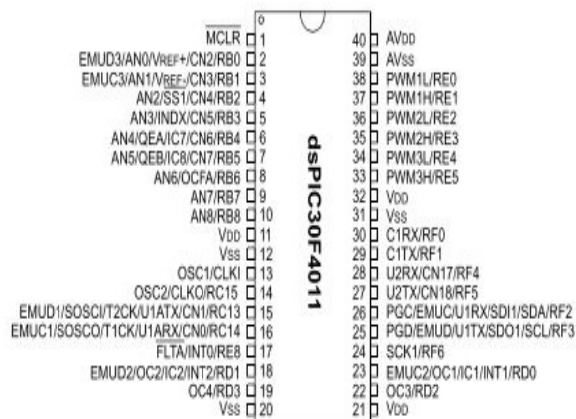 MCLR 1 40 AVDD
EMUD3/AN0/VREF+/CN2/RB0 2 39 AVSS
EMUC3/AN1/VREF-/CN3/RB1 3 38 PWM1L/RE0
AN2/SS1/CN4/RB2 4 37 PWM1H/RE1
AN3/INDX/CN5/RB3 5 36 PWM2L/RE2
AN4/QEA/IC7/CN6/RB4 6 35 PWM2H/RE3
AN5/QEB/IC8/CN7/RB5 7 34 PWM3L/RE4
AN6/OCFA/RB6 8 33 PWM3H/RE5
AN7/RB7 9 32 VDD
AN8/RB8 10 31 VSS
VDD 11 30 C1RX/RF0
VSS 12 29 C1TX/RF1
OSC1/CLKI 13 28 U2RX/CN17/RF4
OSC2/CLKO/RC15 14 27 U2TX/CN18/RF5
EMUD1/SOSCI/T2CK/U1ATX/CN1/RC13 15 26 PGC/EMUC/U1RX/SDI1/SDA/RF2
EMUC1/SOSCO/T1CK/U1ARX/CN0/RC14 16 25 PGD/EMUD/U1TX/SDO1/SCL/RF3
FLTA/INT0/RE8 17 24 SCK1/RF6
EMUD2/OC2/IC2/INT2/RD1 18 23 EMUC2/OC1/IC1/INT1/RD0
OC4/RD3 19 22 OC3/RD2
VSS 20 21 VDD
dsPIC30F4011